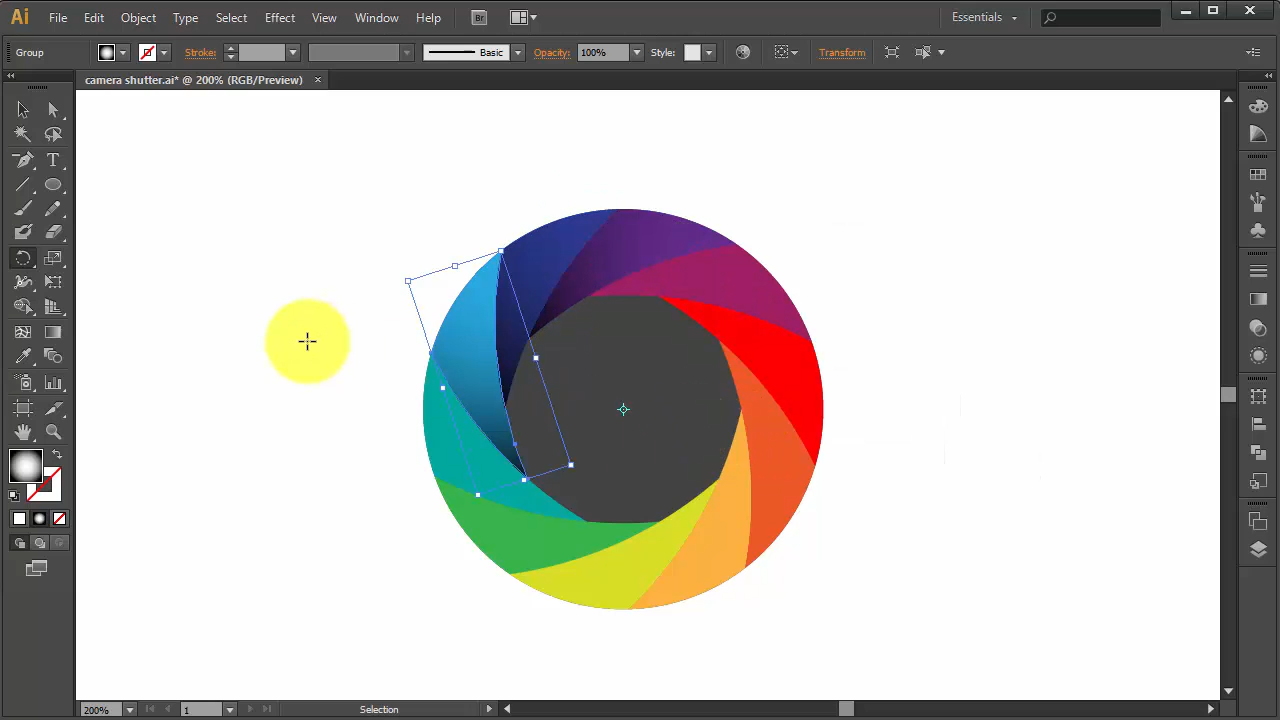 Ai File Edit Object Type Select Effect View Window Help Br Essentials
Group Stroke: Basic Opacity: 100% Style: Transform
camera shutter.ai* @ 200% (RGB/Preview) ×
T
200% 1 Selection